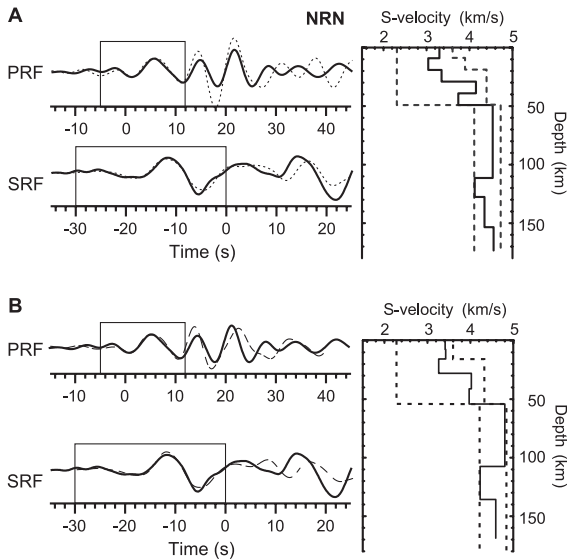 A
NRN
S-velocity (km/s)
2 3 4 5
PRF
-10 0 10 20 30 40
50
100
150
Depth (km)
SRF
-30 -20 -10 0 10 20
Time (s)
B
S-velocity (km/s)
2 3 4 5
PRF
-10 0 10 20 30 40
50
100
150
Depth (km)
SRF
-30 -20 -10 0 10 20
Time (s)